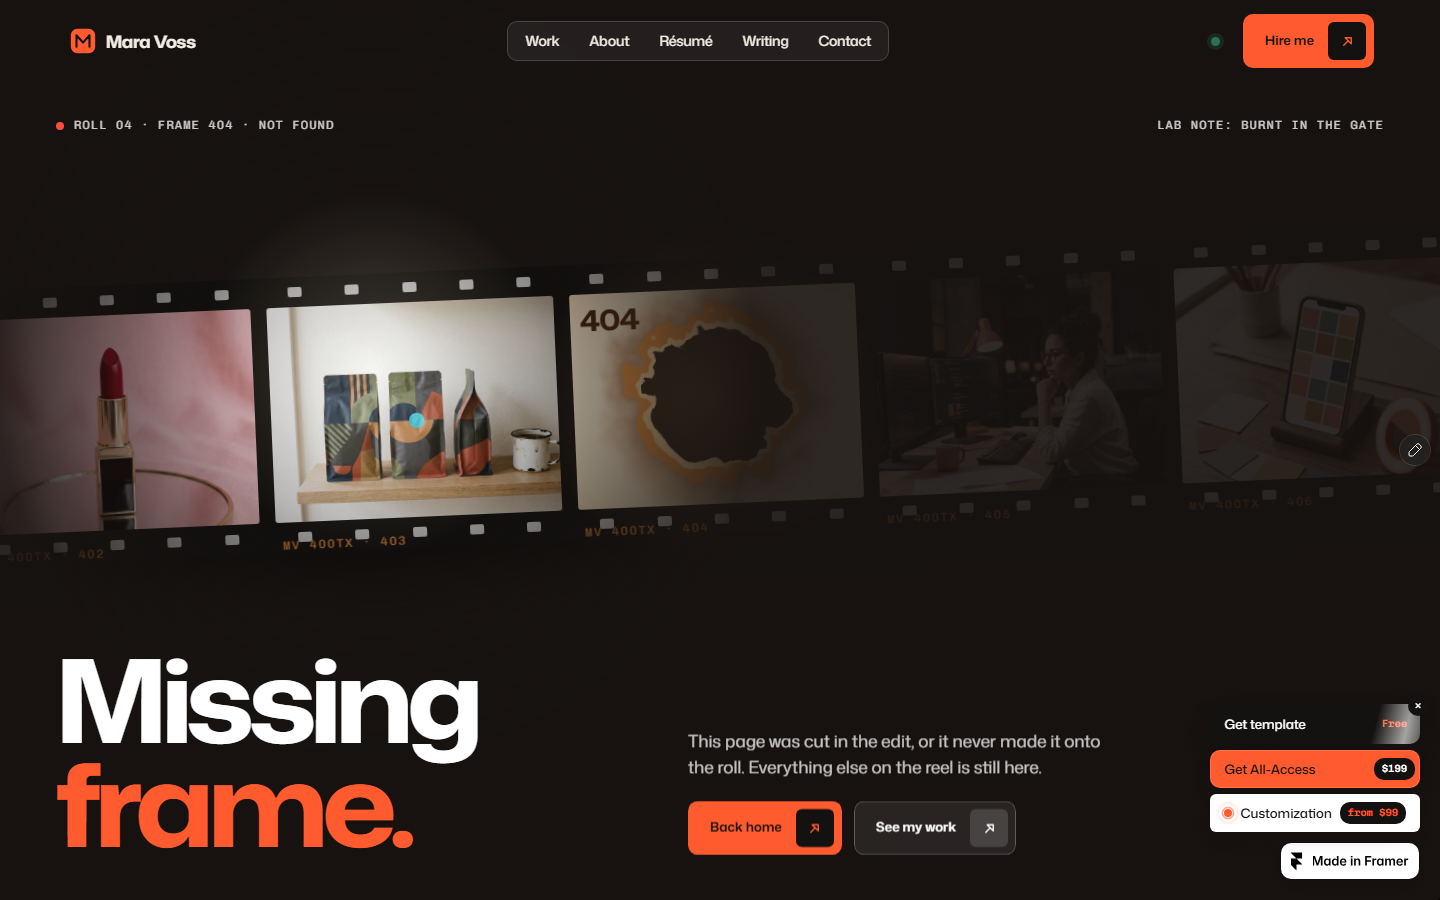 Mara Voss
Work
About
Résumé
Writing
Contact
Hire me
ROLL 04 · FRAME 404 · NOT FOUND
LAB NOTE: BURNT IN THE GATE
404
400TX · 402
MV 400TX · 403
MV 400TX · 404
MV 400TX · 405
MV 400TX · 406
Missing
frame.
This page was cut in the edit, or it never made it onto
the roll. Everything else on the reel is still here.
Back home
See my work
Get template
Free
Get All-Access
$199
Customization
from $99
Made in Framer